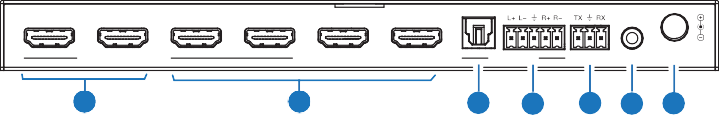 L+ L- ⏚ R+ R- TX ⏚ RX